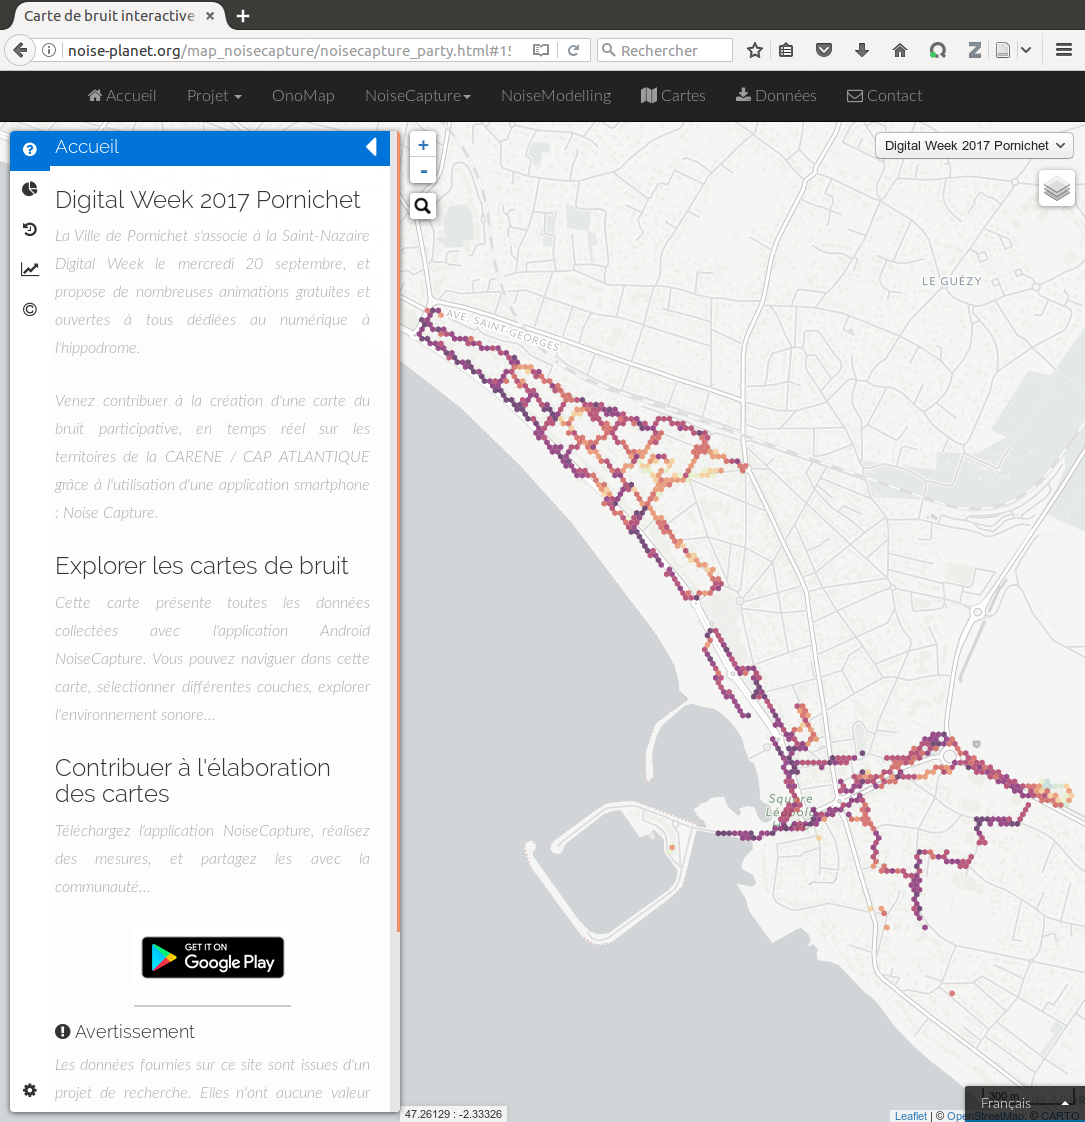 Carte de bruit interactive
noise-planet.org/map_noisecapture/noisecapture_party.html#15
Rechercher
Accueil
Projet
OnoMap
NoiseCapture
NoiseModelling
Cartes
Données
Contact
Accueil
Digital Week 2017 Pornichet
La Ville de Pornichet s'associe à la Saint-Nazaire
Digital Week le mercredi 20 septembre, et
propose de nombreuses animations gratuites et
ouvertes à tous dédiées au numérique à
l'hippodrome.
Venez contribuer à la création d'une carte du
bruit participative, en temps réel sur les
territoires de la CARENE / CAP ATLANTIQUE
grâce à l'utilisation d'une application smartphone
: Noise Capture.
Explorer les cartes de bruit
Cette carte présente toutes les données
collectées avec l'application Android
NoiseCapture. Vous pouvez naviguer dans cette
carte, sélectionner différentes couches, explorer
l'environnement sonore...
Contribuer à l'élaboration
des cartes
Téléchargez l'application NoiseCapture, réalisez
des mesures, et partagez les avec la
communauté...
GET IT ON
Google Play
Avertissement
Les données fournies sur ce site sont issues d'un
projet de recherche. Elles n'ont aucune valeur
+
-
Digital Week 2017 Pornichet
LE GUÉZY
AVE. SAINT-GEORGES
Square
Léopold
300 m
Français
47.26129 : -2.33326
Leaflet | © OpenStreetMap, © CARTO